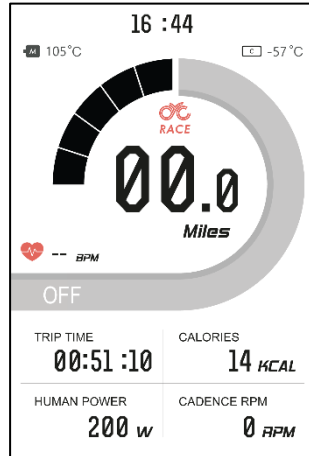 16 :44
M 105°C
C -57°C
RACE
00.0
Miles
-- BPM
OFF
TRIP TIME
00:51 :10
CALORIES
14 KCAL
HUMAN POWER
200 W
CADENCE RPM
0 RPM